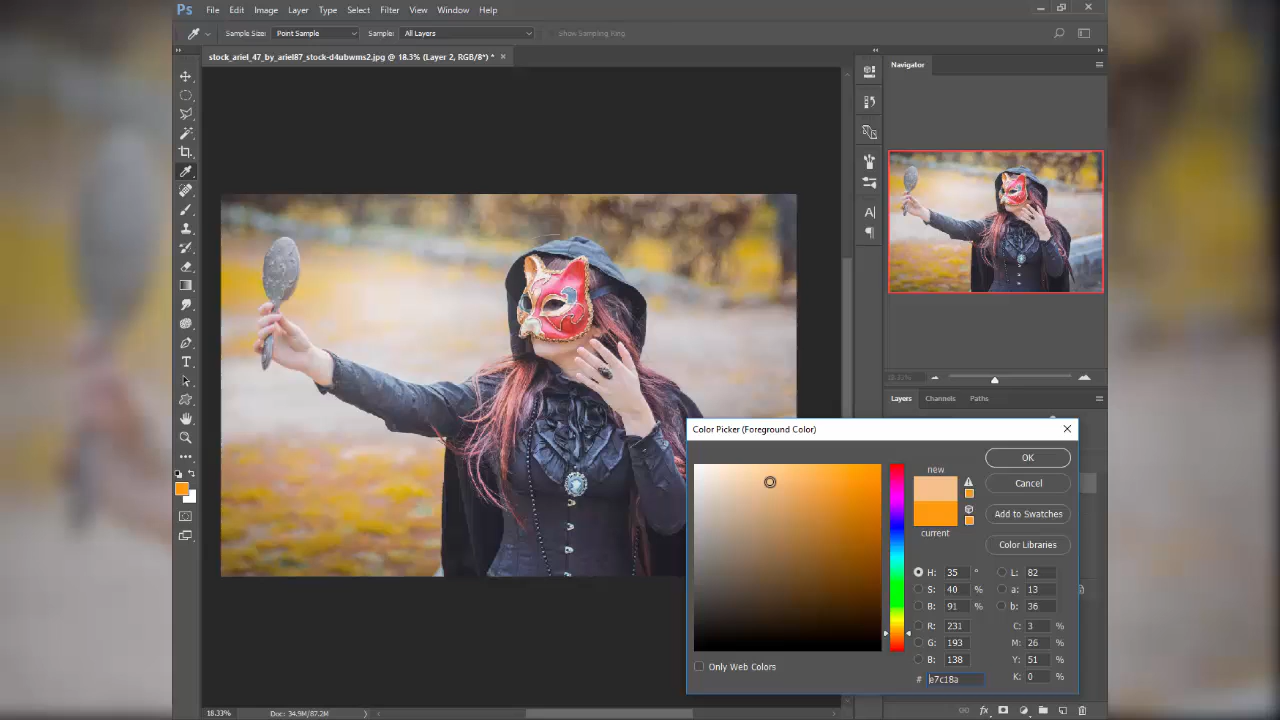 Ps File Edit Image Layer Type Select Filter View Window Help
Sample Size: Point Sample Sample: All Layers Show Sampling Ring
stock_ariel_47_by_ariel87_stock-d4ubwms2.jpg @ 18.3% (Layer 2, RGB/8*) *
Navigator
18.33%
Layers Channels Paths
Color Picker (Foreground Color)
new
current
OK
Cancel
Add to Swatches
Color Libraries
H: 35 °
S: 40 %
B: 91 %
R: 231
G: 193
B: 138
# e7c18a
L: 82
a: 13
b: 36
C: 3 %
M: 26 %
Y: 51 %
K: 0 %
Only Web Colors
18.33% Doc: 34.9M/87.2M